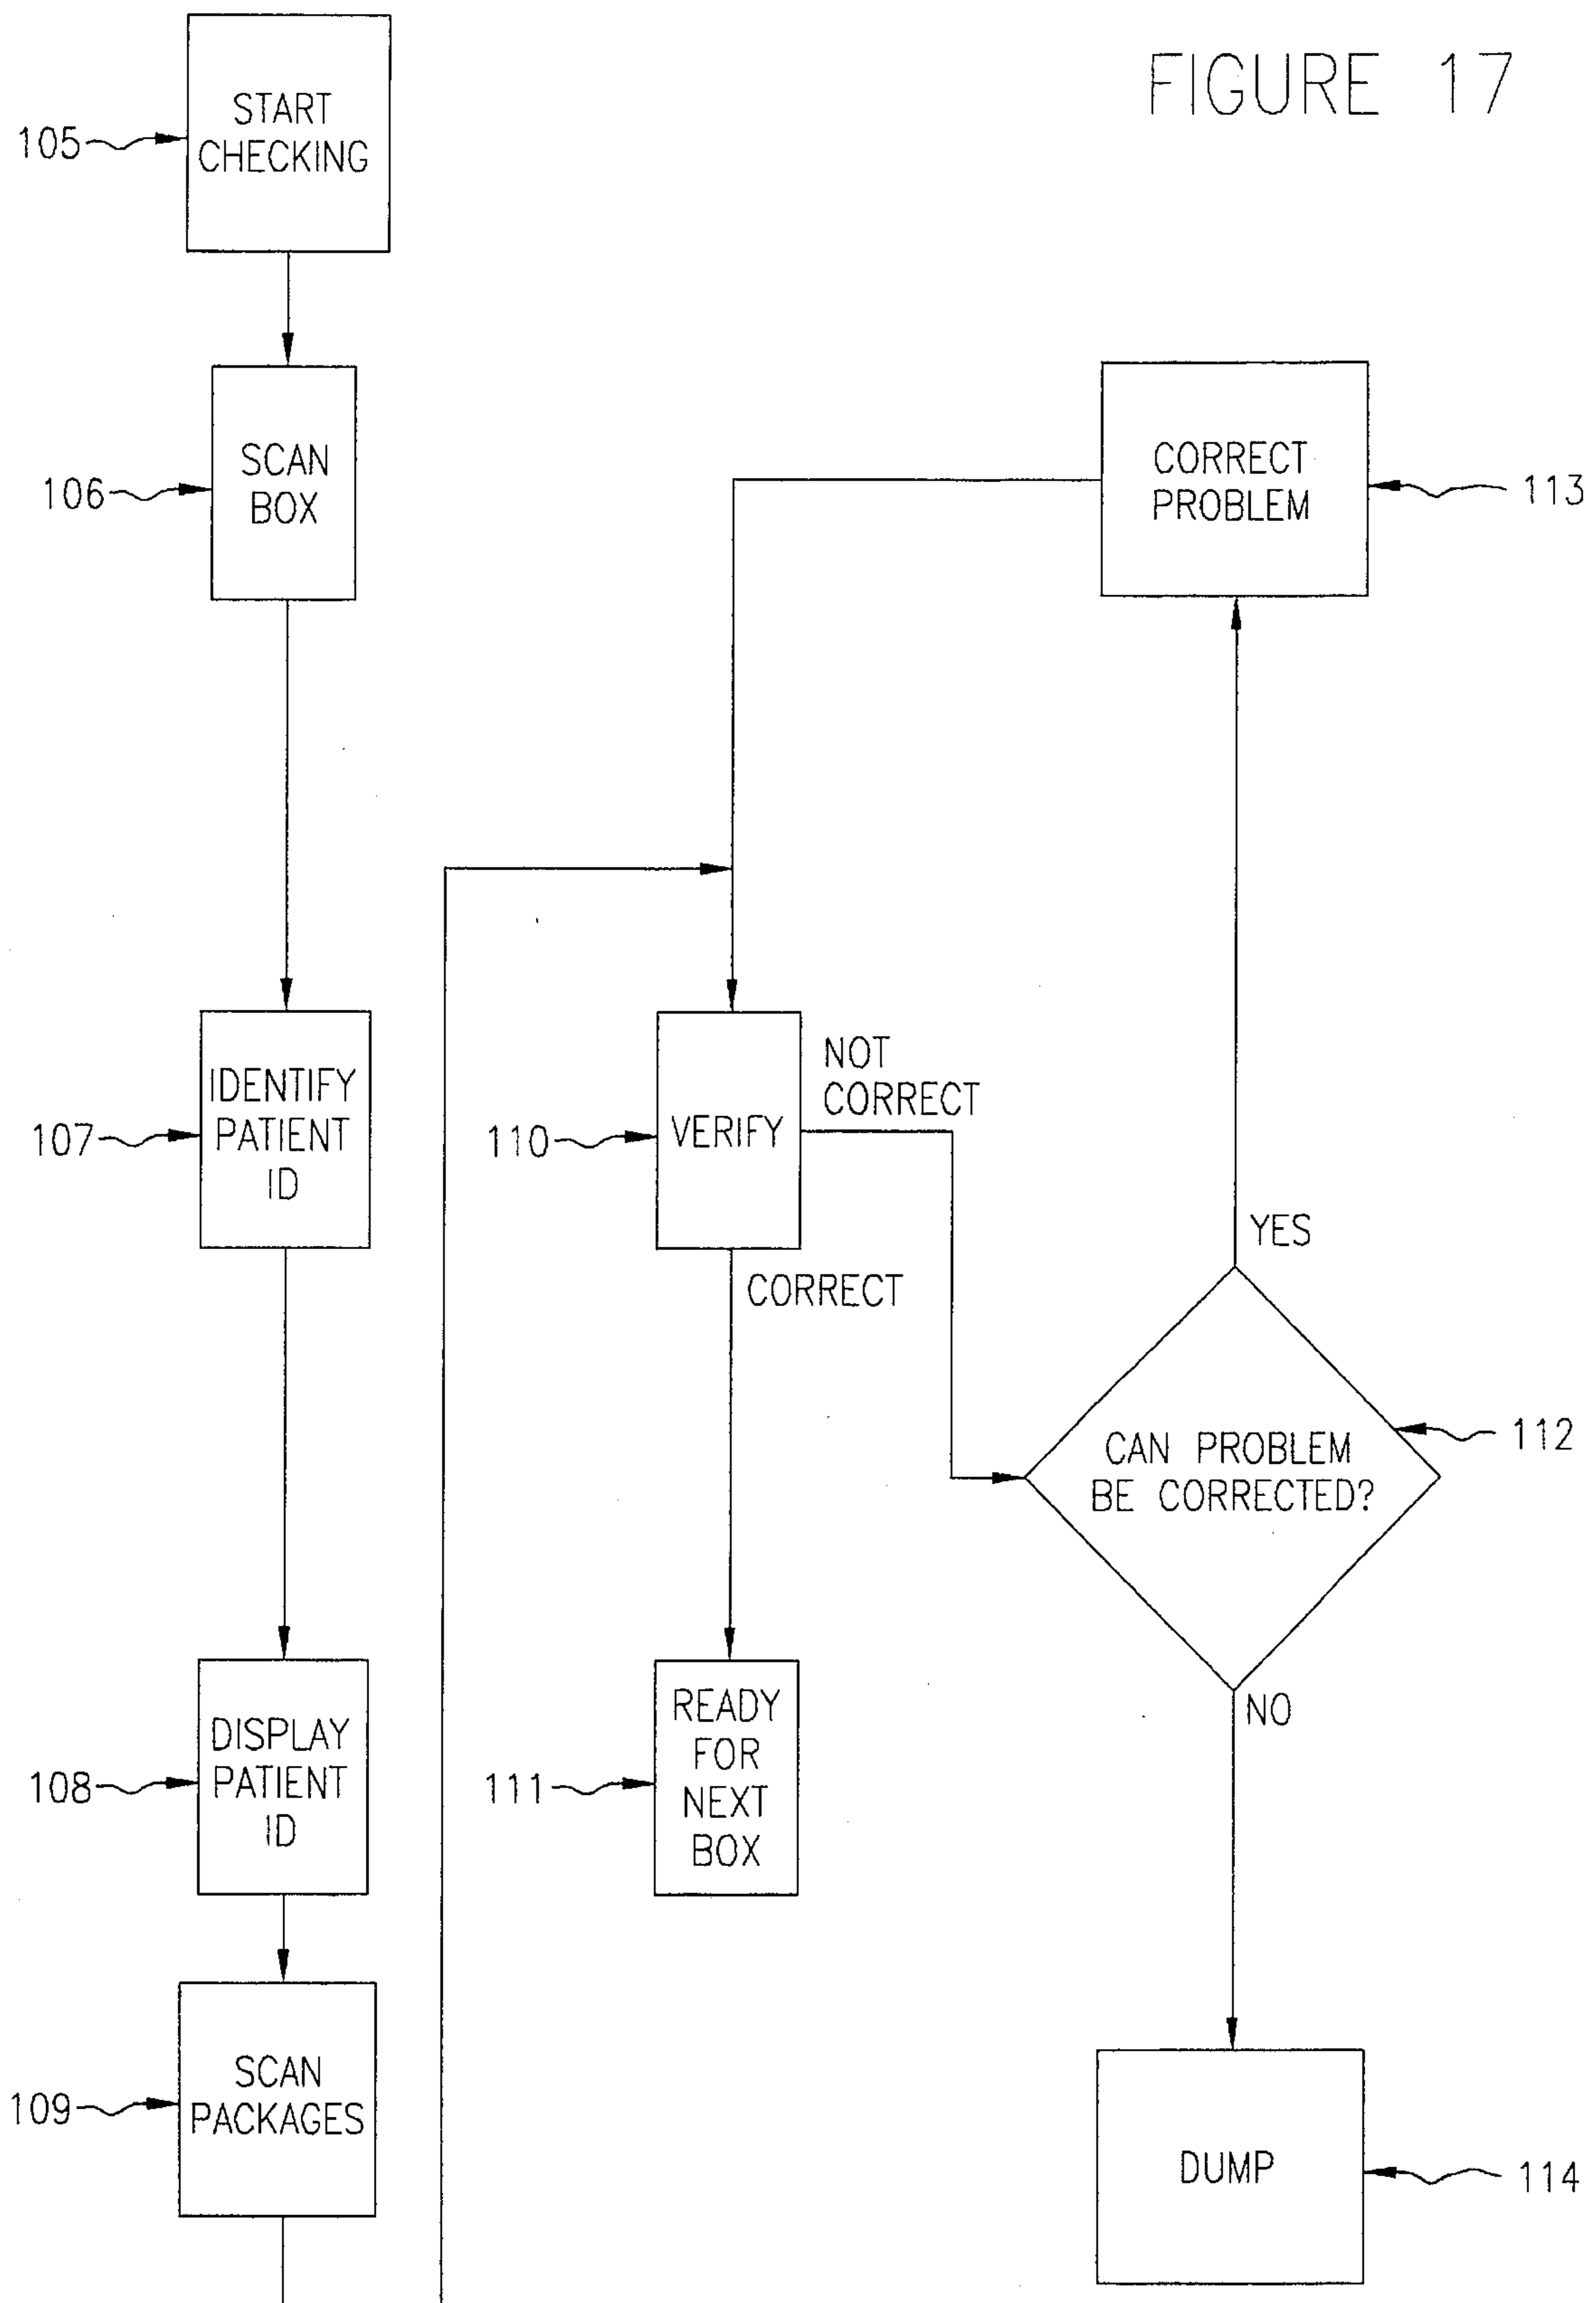 FIGURE 17
105
START
CHECKING
106
SCAN
BOX
107
IDENTIFY
PATIENT
ID
108
DISPLAY
PATIENT
ID
109
SCAN
PACKAGES
110
VERIFY
NOT
CORRECT
CORRECT
111
READY
FOR
NEXT
BOX
CORRECT
PROBLEM
113
YES
CAN PROBLEM
BE CORRECTED?
112
NO
DUMP
114